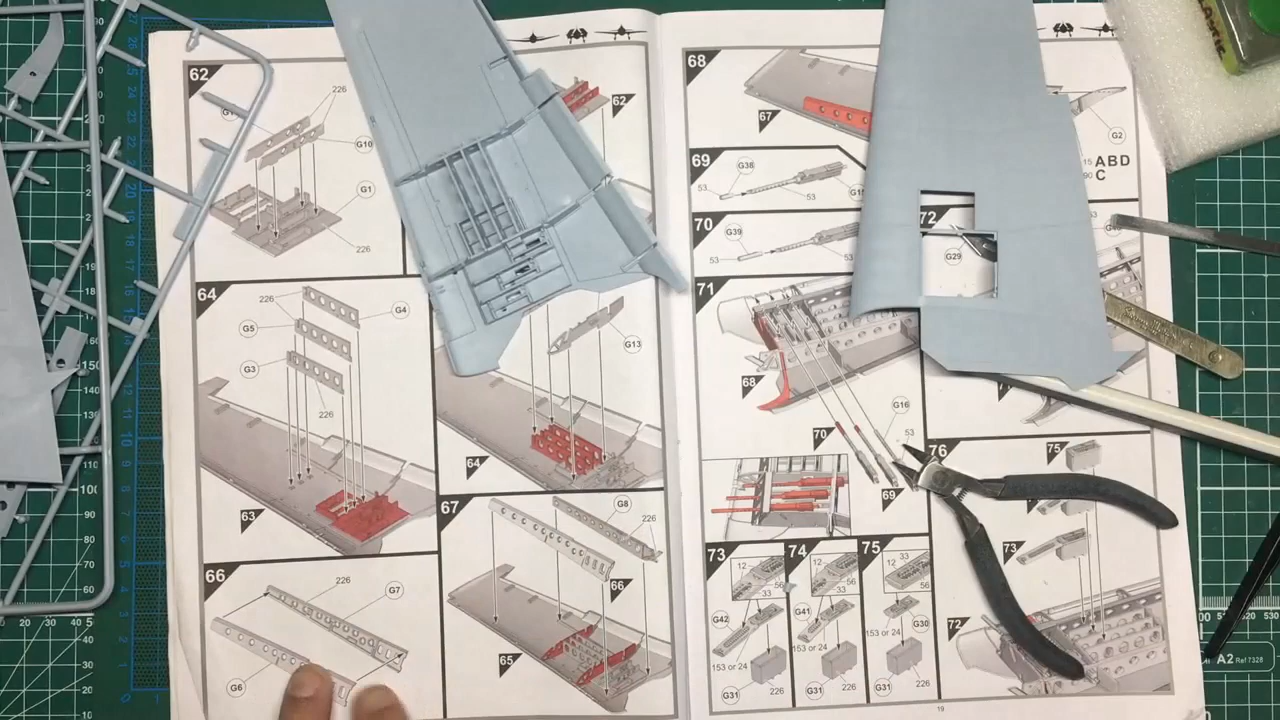 62
226
G10
G1
226
62
64
226
G4
G5
G3
226
63
G13
64
66
226
G7
G6
67
G8
226
66
65
68
67
G2
69
G38
53
53
ABD
C
70
G39
53
72
G29
71
68
G16
53
70
69
76
75
73
72
73
12
33
56
G42
153 or 24
G31
226
74
12
33
56
G41
153 or 24
G31
226
75
12
33
56
G30
153 or 24
G31
226
19
A2 Ref 7328